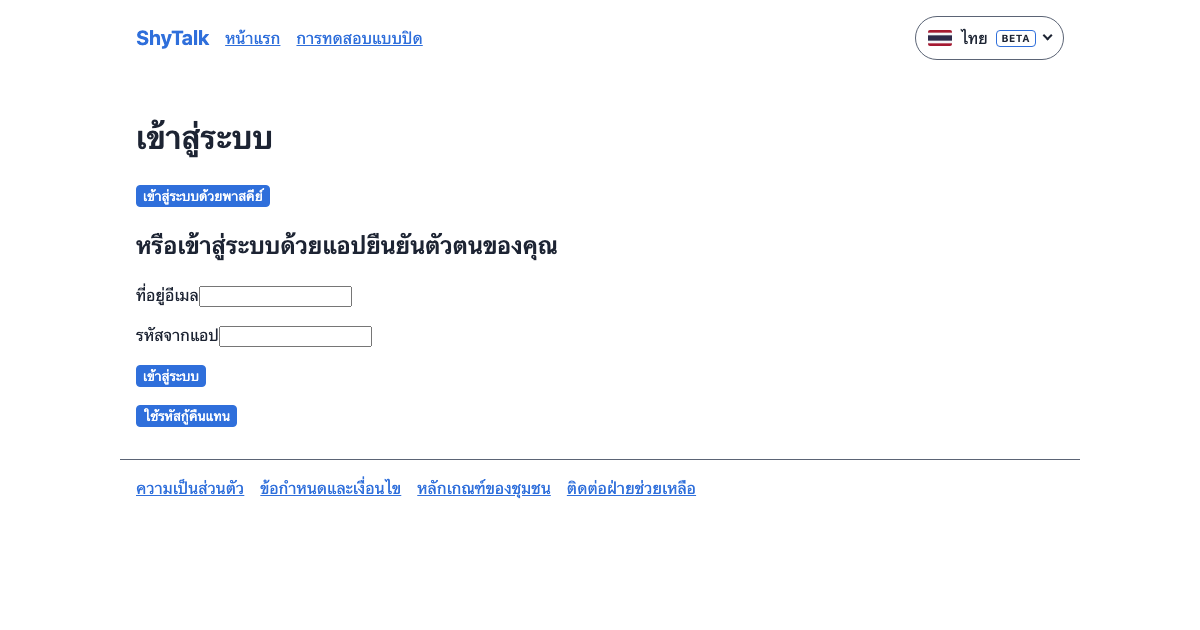 ShyTalk หน้าแรก การทดสอบแบบปิด ไทย BETA
เข้าสู่ระบบ
เข้าสู่ระบบด้วยพาสคีย์
หรือเข้าสู่ระบบด้วยแอปยืนยันตัวตนของคุณ
ที่อยู่อีเมล
รหัสจากแอป
เข้าสู่ระบบ
ใช้รหัสกู้คืนแทน
ความเป็นส่วนตัว ข้อกำหนดและเงื่อนไข หลักเกณฑ์ของชุมชน ติดต่อฝ่ายช่วยเหลือ